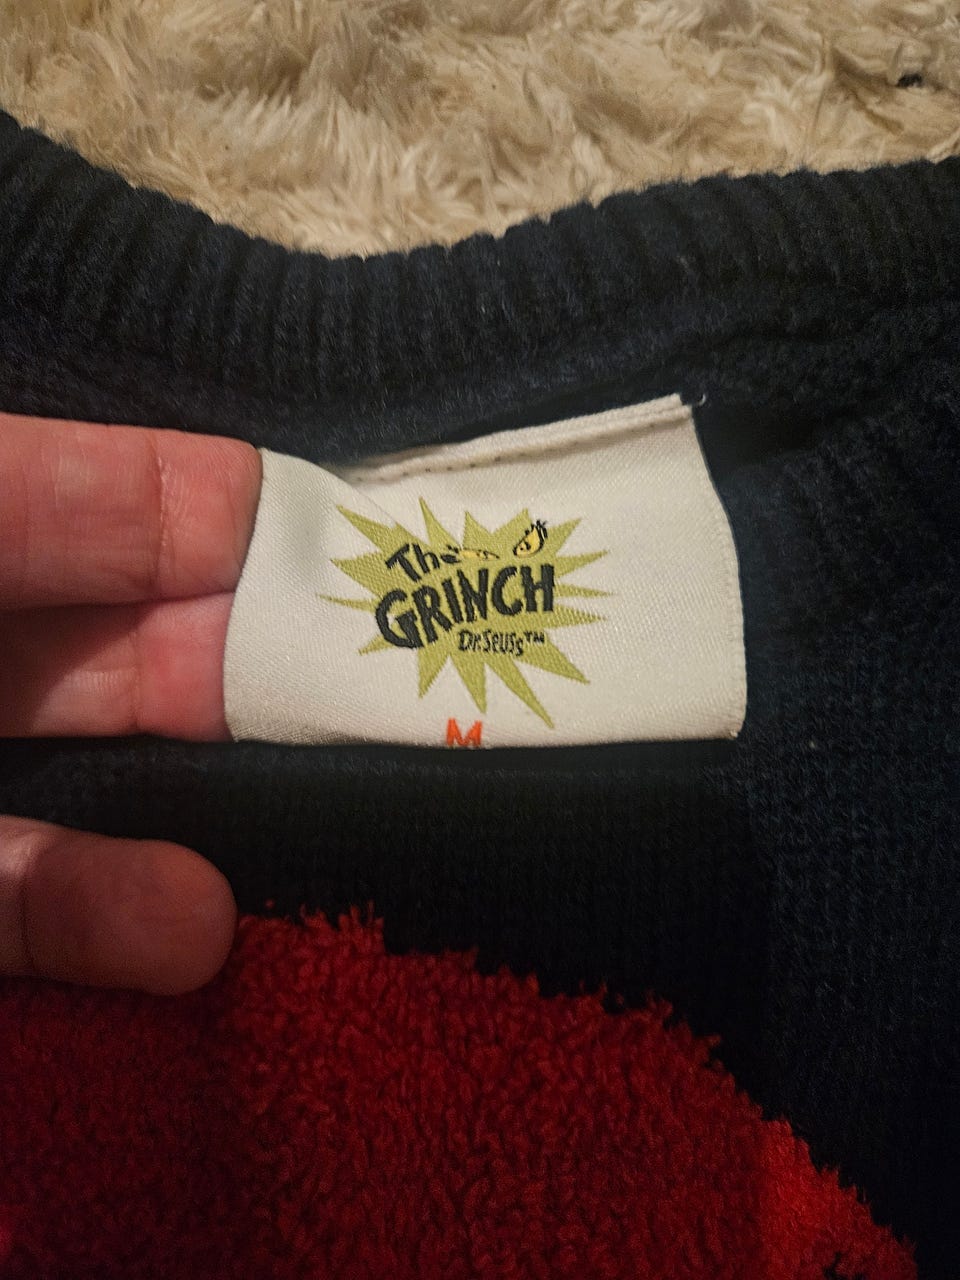 The
GRINCH
Dr. Seuss™
M